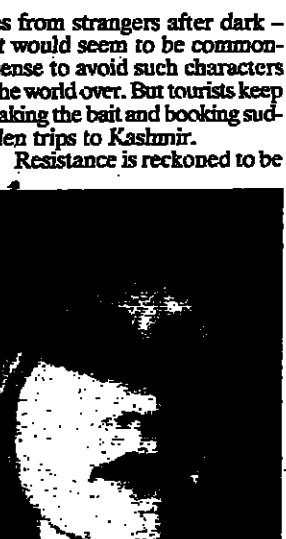 es from strangers after dark –
t would seem to be common-
ense to avoid such characters
he world over. But tourists keep
aking the bait and booking sud-
len trips to Kashmir.
Resistance is reckoned to be